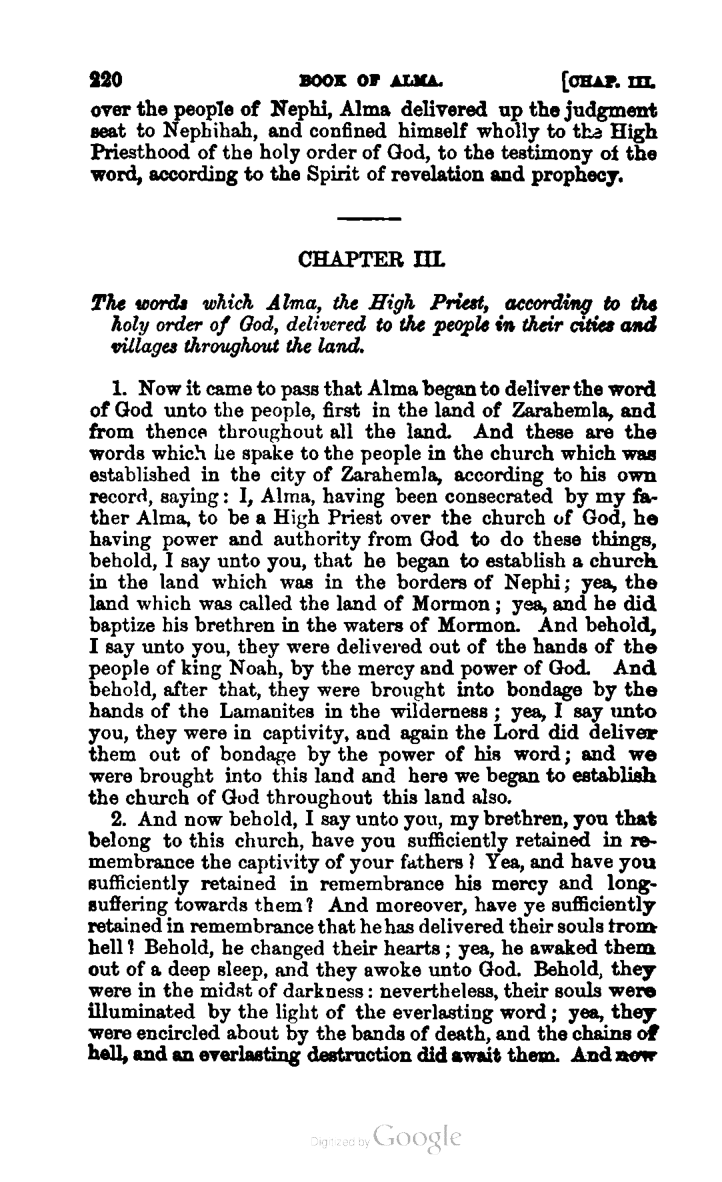 220 BOOK OF ALMA. [CHAP. III.
over the people of Nephi, Alma delivered up the judgment
seat to Nephihah, and confined himself wholly to the High
Priesthood of the holy order of God, to the testimony of the
word, according to the Spirit of revelation and prophecy.
CHAPTER III.
The words which Alma, the High Priest, according to the
holy order of God, delivered to the people in their cities and
villages throughout the land.
1. Now it came to pass that Alma began to deliver the word
of God unto the people, first in the land of Zarahemla, and
from thence throughout all the land. And these are the
words which he spake to the people in the church which was
established in the city of Zarahemla, according to his own
record, saying: I, Alma, having been consecrated by my fa-
ther Alma, to be a High Priest over the church of God, he
having power and authority from God to do these things,
behold, I say unto you, that he began to establish a church
in the land which was in the borders of Nephi; yea, the
land which was called the land of Mormon; yea, and he did
baptize his brethren in the waters of Mormon. And behold,
I say unto you, they were delivered out of the hands of the
people of king Noah, by the mercy and power of God. And
behold, after that, they were brought into bondage by the
hands of the Lamanites in the wilderness; yea, I say unto
you, they were in captivity, and again the Lord did deliver
them out of bondage by the power of his word; and we
were brought into this land and here we began to establish
the church of God throughout this land also.
2. And now behold, I say unto you, my brethren, you that
belong to this church, have you sufficiently retained in re-
membrance the captivity of your fathers? Yea, and have you
sufficiently retained in remembrance his mercy and long-
suffering towards them? And moreover, have ye sufficiently
retained in remembrance that he has delivered their souls from
hell? Behold, he changed their hearts; yea, he awaked them
out of a deep sleep, and they awoke unto God. Behold, they
were in the midst of darkness: nevertheless, their souls were
illuminated by the light of the everlasting word; yea, they
were encircled about by the bands of death, and the chains of
hell, and an everlasting destruction did await them. And now
Digitized by Google